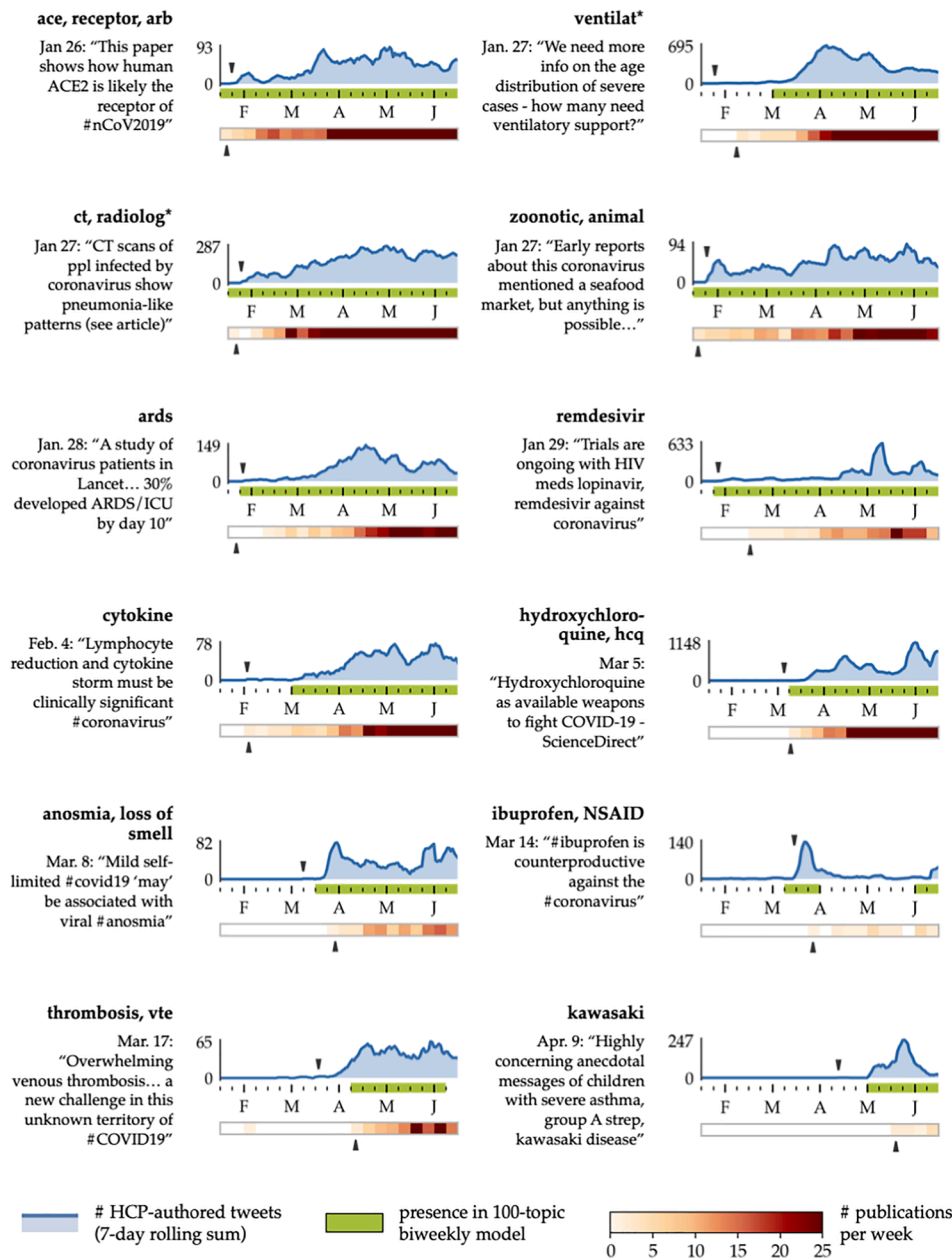 ace, receptor, arb
Jan 26: “This paper
shows how human
ACE2 is likely the
receptor of
#nCoV2019”
93
0
F M A M J
ventilat*
Jan. 27: “We need more
info on the age
distribution of severe
cases - how many need
ventilatory support?”
695
0
F M A M J
ct, radiolog*
Jan 27: “CT scans of
ppl infected by
coronavirus show
pneumonia-like
patterns (see article)”
287
0
F M A M J
zoonotic, animal
Jan 27: “Early reports
about this coronavirus
mentioned a seafood
market, but anything is
possible…”
94
0
F M A M J
ards
Jan. 28: “A study of
coronavirus patients in
Lancet… 30%
developed ARDS/ICU
by day 10”
149
0
F M A M J
remdesivir
Jan 29: “Trials are
ongoing with HIV
meds lopinavir,
remdesivir against
coronavirus”
633
0
F M A M J
cytokine
Feb. 4: “Lymphocyte
reduction and cytokine
storm must be
clinically significant
#coronavirus”
78
0
F M A M J
hydroxychloro-
quine, hcq
Mar 5:
“Hydroxychloroquine
as available weapons
to fight COVID-19 -
ScienceDirect”
1148
0
F M A M J
anosmia, loss of
smell
Mar. 8: “Mild self-
limited #covid19 ‘may’
be associated with
viral #anosmia”
82
0
F M A M J
ibuprofen, NSAID
Mar 14: “#ibuprofen is
counterproductive
against the
#coronavirus”
140
0
F M A M J
thrombosis, vte
Mar. 17:
“Overwhelming
venous thrombosis… a
new challenge in this
unknown territory of
#COVID19”
65
0
F M A M J
kawasaki
Apr. 9: “Highly
concerning anecdotal
messages of children
with severe asthma,
group A strep,
kawasaki disease”
247
0
F M A M J
# HCP-authored tweets
(7-day rolling sum)
presence in 100-topic
biweekly model
0 5 10 15 20 25
# publications
per week